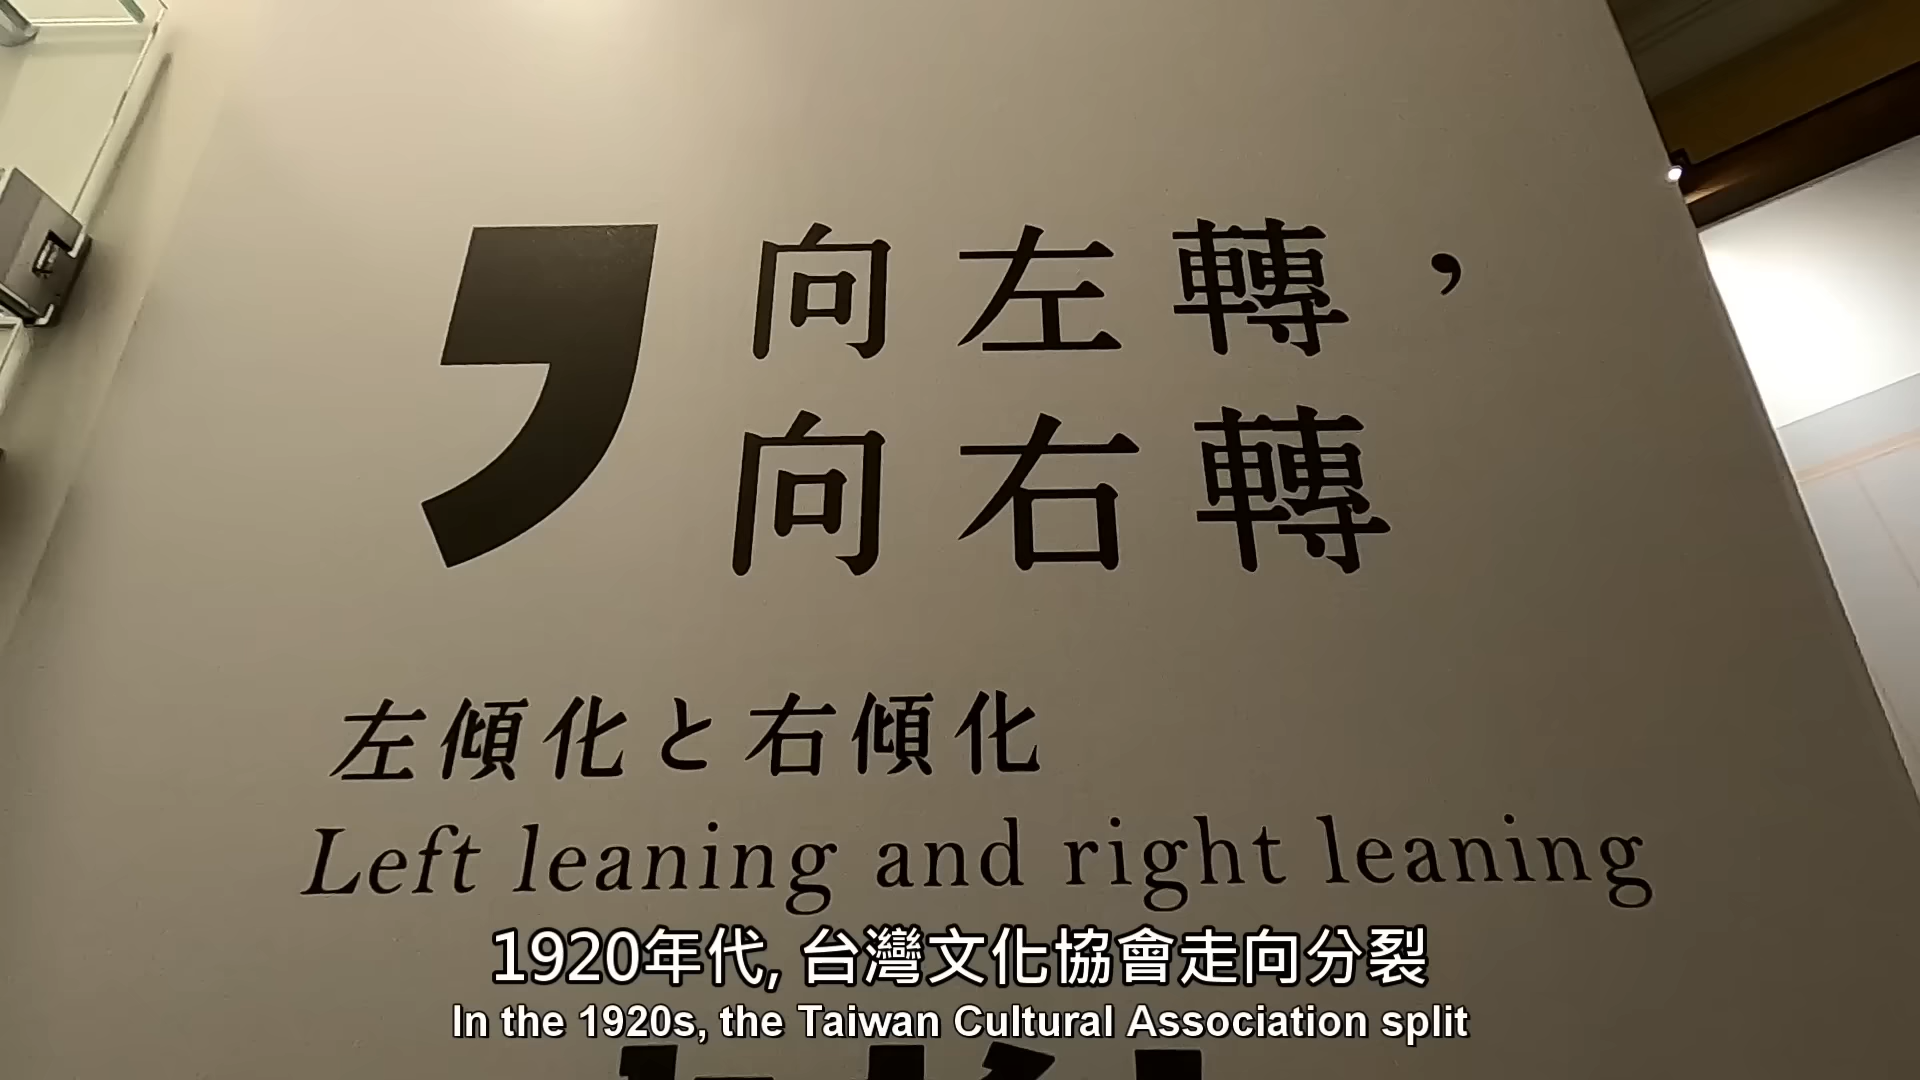 向左轉，
向右轉
左傾化と右傾化
Left leaning and right leaning
1920年代, 台灣文化協會走向分裂
In the 1920s, the Taiwan Cultural Association split